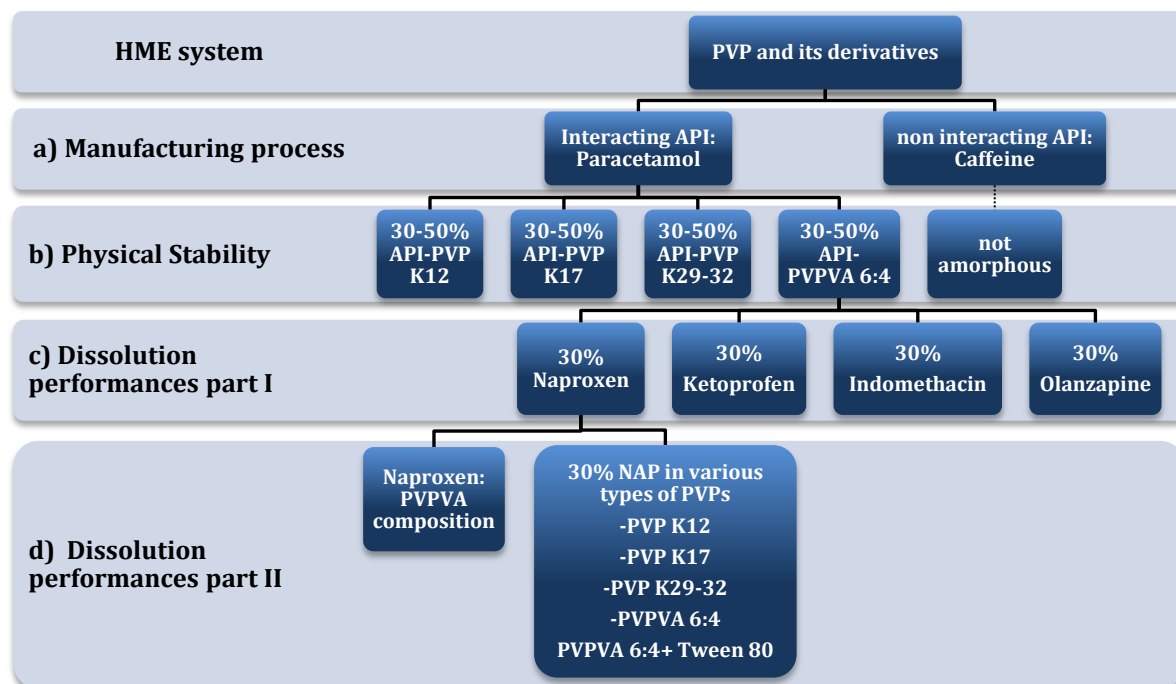 HME system
PVP and its derivatives
a) Manufacturing process
Interacting API:
Paracetamol
non interacting API:
Caffeine
b) Physical Stability
30-50%
API-PVP
K12
30-50%
API-PVP
K17
30-50%
API-PVP
K29-32
30-50%
API-
PVPVA 6:4
not
amorphous
c) Dissolution
performances part I
30%
Naproxen
30%
Ketoprofen
30%
Indomethacin
30%
Olanzapine
d) Dissolution
performances part II
Naproxen:
PVPVA
composition
30% NAP in various
types of PVPs
-PVP K12
-PVP K17
-PVP K29-32
-PVPVA 6:4
PVPVA 6:4+ Tween 80